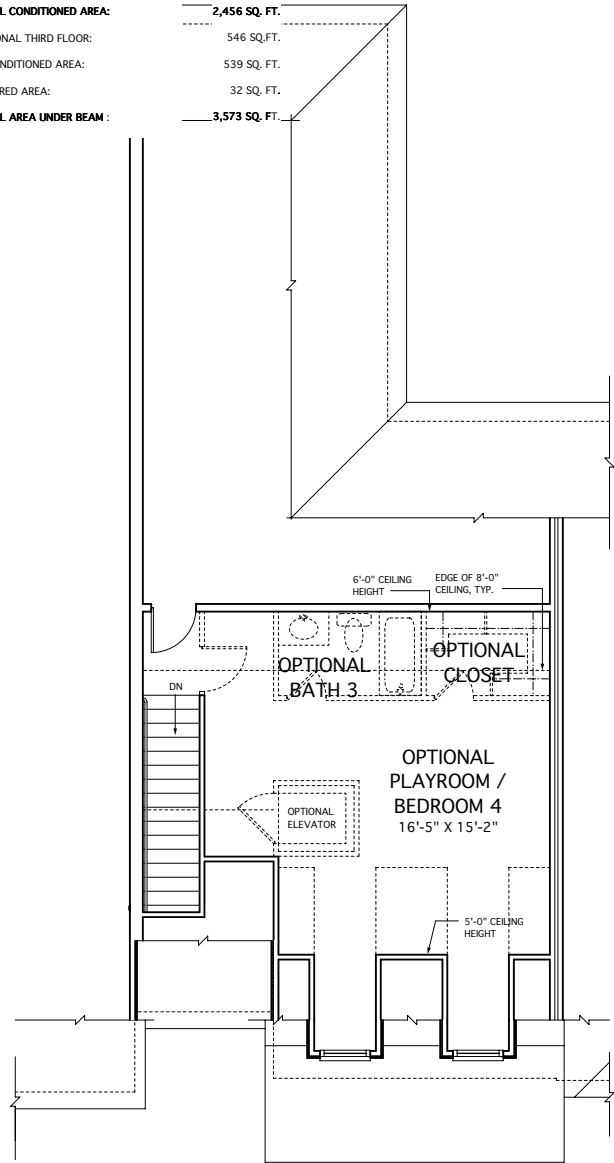 L CONDITIONED AREA: 2,456 SQ. FT.
ONAL THIRD FLOOR: 546 SQ.FT.
NDITIONED AREA: 539 SQ. FT.
RED AREA: 32 SQ. FT.
L AREA UNDER BEAM : 3,573 SQ. FT.
6'-0" CEILING
HEIGHT
EDGE OF 8'-0"
CEILING, TYP.
OPTIONAL
BATH 3
OPTIONAL
CLOSET
DN
OPTIONAL
PLAYROOM /
BEDROOM 4
16'-5" X 15'-2"
OPTIONAL
ELEVATOR
5'-0" CEILING
HEIGHT